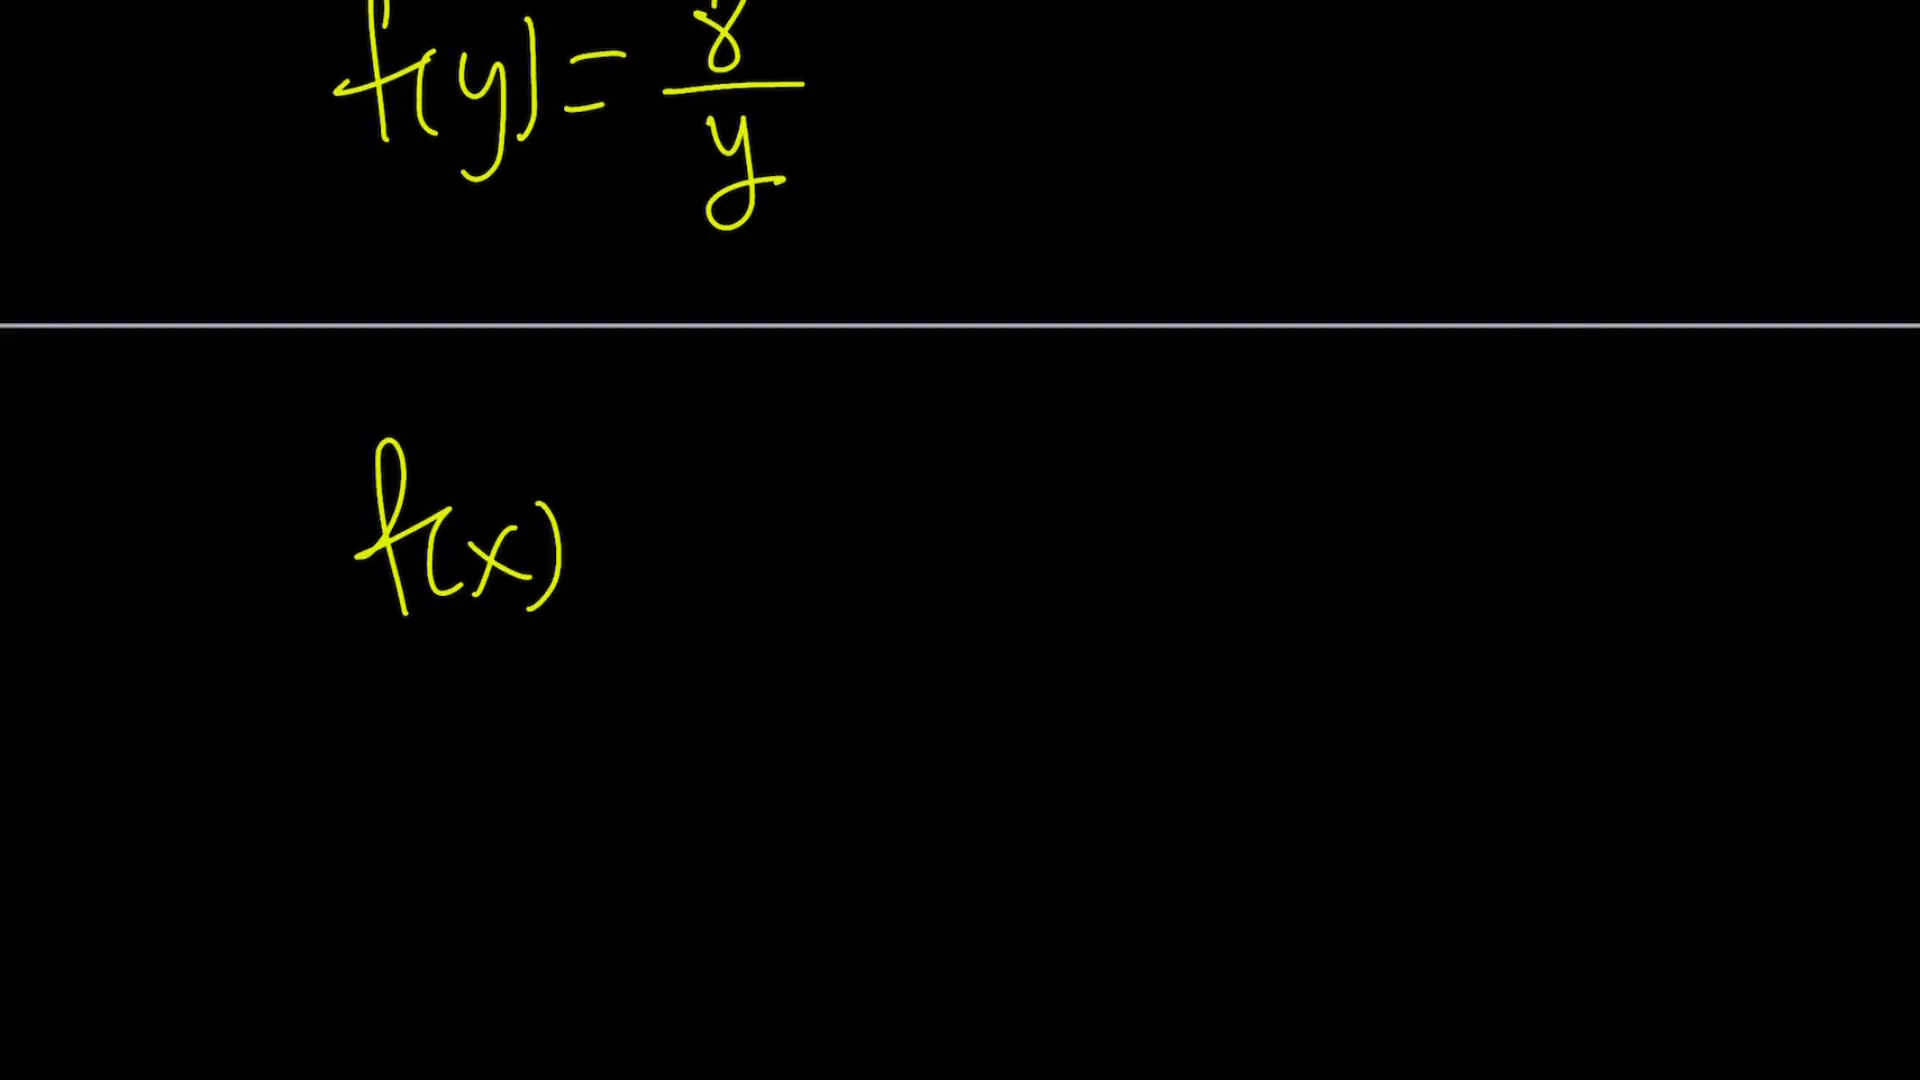 f(y) = 8/y
f(x)